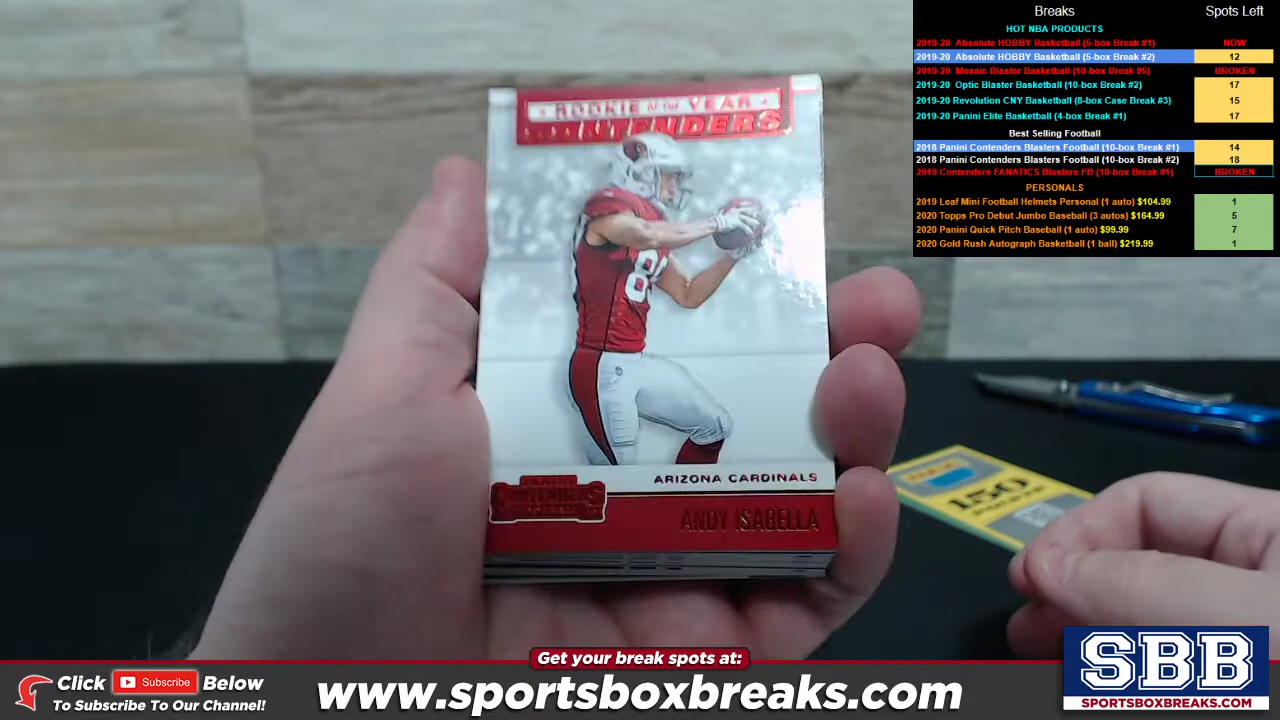 Breaks Spots Left
HOT NBA PRODUCTS
2019-20 Absolute HOBBY Basketball (5-box Break #1) NOW
2019-20 Absolute HOBBY Basketball (5-box Break #2) 12
2019-20 Mosaic Blaster Basketball (10-box Break #5) BROKEN
2019-20 Optic Blaster Basketball (10-box Break #2) 17
2019-20 Revolution CNY Basketball (8-box Case Break #3) 15
2019-20 Panini Elite Basketball (4-box Break #1) 17
Best Selling Football
2018 Panini Contenders Blasters Football (10-box Break #1) 14
2018 Panini Contenders Blasters Football (10-box Break #2) 18
2019 Contenders FANATICS Blasters FB (10-box Break #1) BROKEN
PERSONALS
2019 Leaf Mini Football Helmets Personal (1 auto) $104.99 1
2020 Topps Pro Debut Jumbo Baseball (3 autos) $164.99 5
2020 Panini Quick Pitch Baseball (1 auto) $99.99 7
2020 Gold Rush Autograph Basketball (1 ball) $219.99 1
ROOKIE OF THE YEAR
CONTENDERS
ARIZONA CARDINALS
PANINI
CONTENDERS
ANDY ISABELLA
150
Get your break spots at:
www.sportsboxbreaks.com
Click Subscribe Below
To Subscribe To Our Channel!
SBB
SPORTSBOXBREAKS.COM